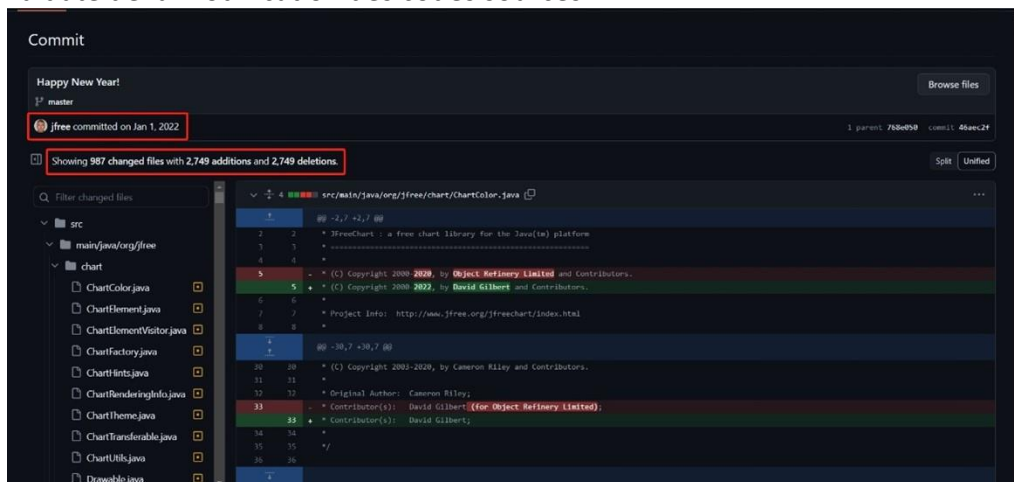 Commit
Happy New Year!
Browse files
master
jfree committed on Jan 1, 2022
1 parent 768e050 commit 46aec2f
Showing 987 changed files with 2,749 additions and 2,749 deletions.
Split Unified
Filter changed files
src
main/java/org/jfree
chart
ChartColor.java
ChartElement.java
ChartElementVisitor.java
ChartFactory.java
ChartHints.java
ChartRenderingInfo.java
ChartTheme.java
ChartTransferable.java
ChartUtils.java
Drawable.java
4 src/main/java/org/jfree/chart/ChartColor.java
@@ -2,7 +2,7 @@
2 2 * JFreeChart : a free chart library for the Java(tm) platform
3 3 * ===========================================================
4 4 *
5 - * (C) Copyright 2000-2020, by Object Refinery Limited and Contributors.
5 + * (C) Copyright 2000-2022, by David Gilbert and Contributors.
6 6 *
7 7 * Project Info: http://www.jfree.org/jfreechart/index.html
8 8 *
@@ -30,7 +30,7 @@
30 30 * (C) Copyright 2003-2020, by Cameron Riley and Contributors.
31 31 *
32 32 * Original Author: Cameron Riley;
33 - * Contributor(s): David Gilbert (for Object Refinery Limited);
33 + * Contributor(s): David Gilbert;
34 34 *
35 35 */
36 36